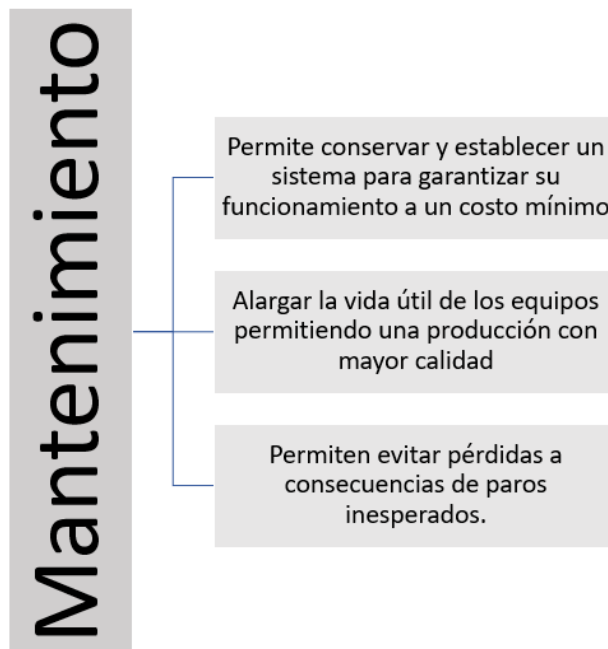 Mantenimiento
Permite conservar y establecer un
sistema para garantizar su
funcionamiento a un costo mínimo
Alargar la vida útil de los equipos
permitiendo una producción con
mayor calidad
Permiten evitar pérdidas a
consecuencias de paros
inesperados.